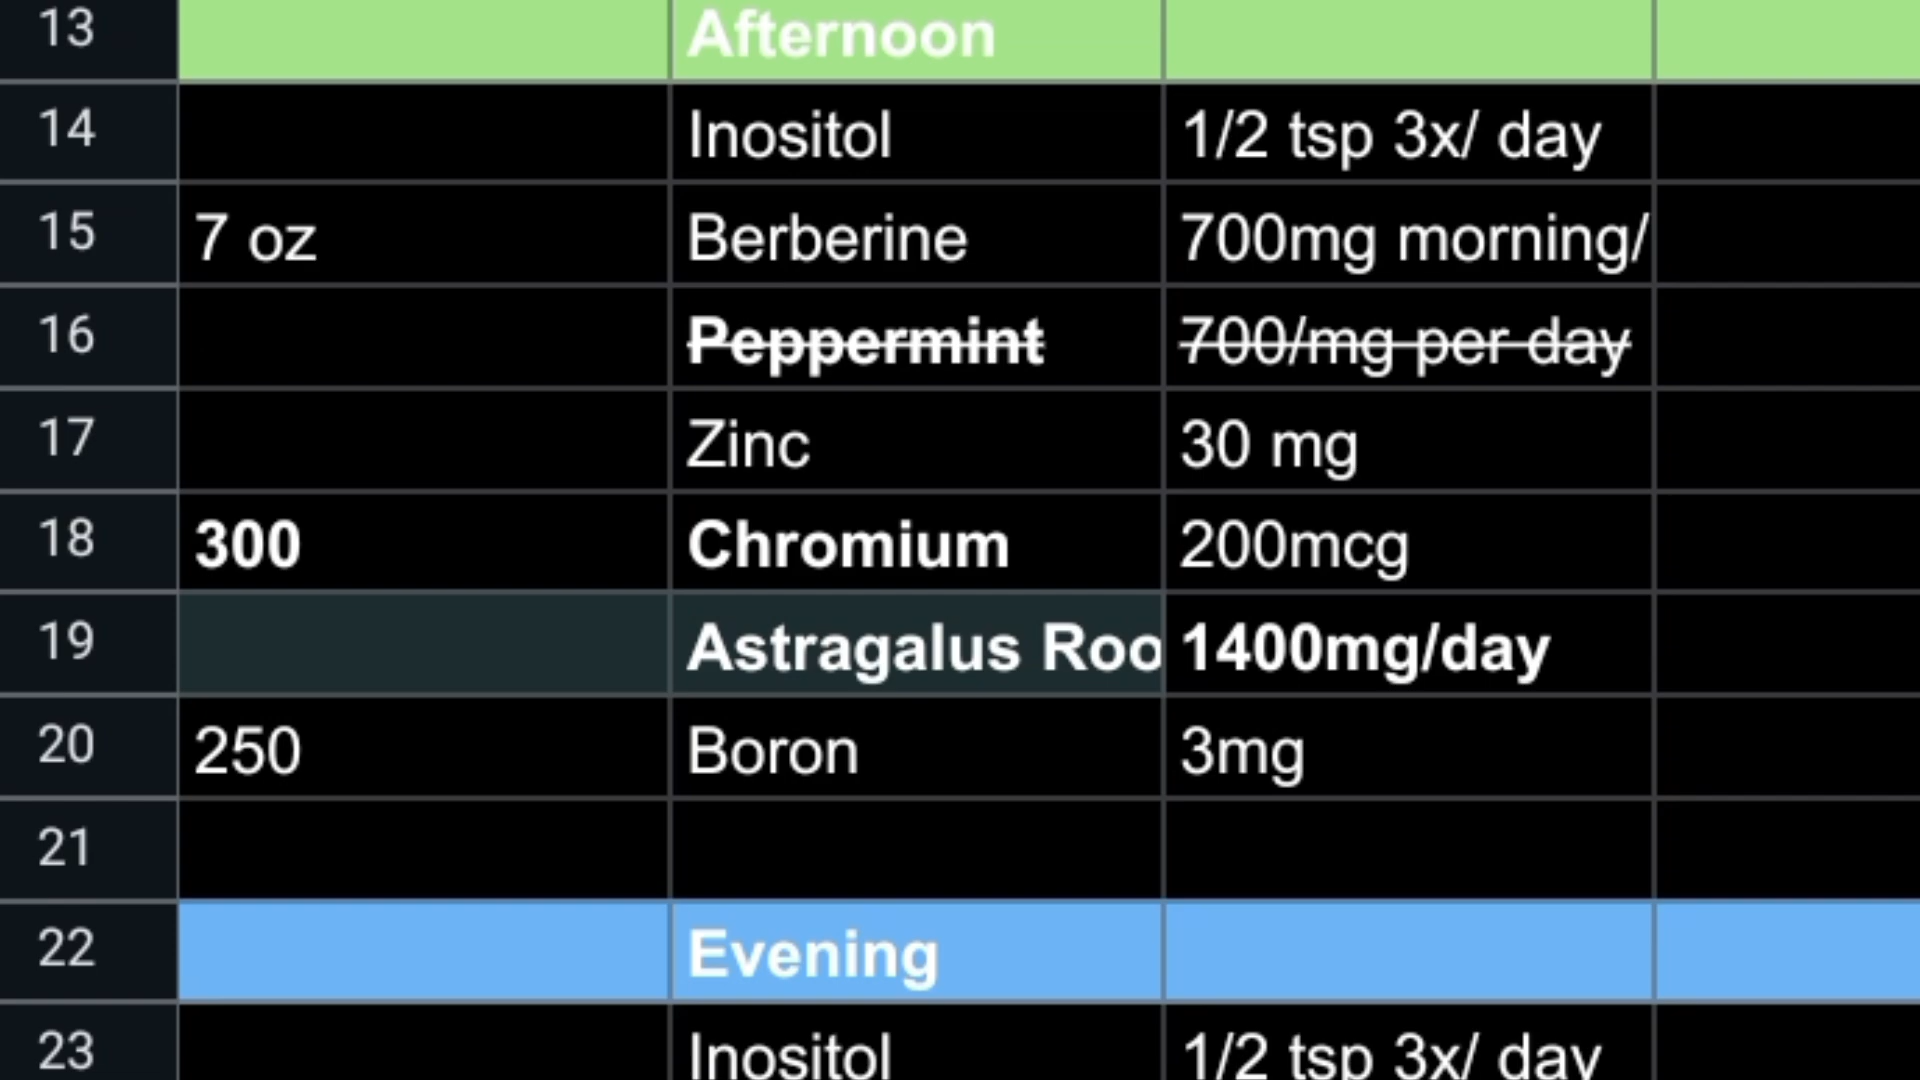 13 Afternoon
14 Inositol 1/2 tsp 3x/ day
15 7 oz Berberine 700mg morning/
16 Peppermint 700/mg per day
17 Zinc 30 mg
18 300 Chromium 200mcg
19 Astragalus Roo 1400mg/day
20 250 Boron 3mg
21
22 Evening
23 Inositol 1/2 tsp 3x/ day